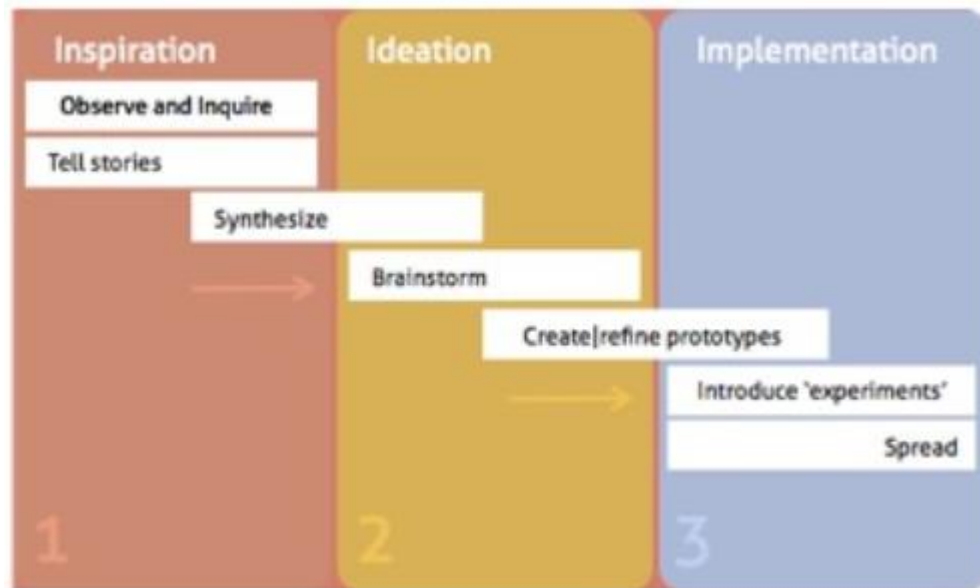 Inspiration
Ideation
Implementation
Observe and Inquire
Tell stories
Synthesize
Brainstorm
Create|refine prototypes
Introduce 'experiments'
Spread
1
2
3